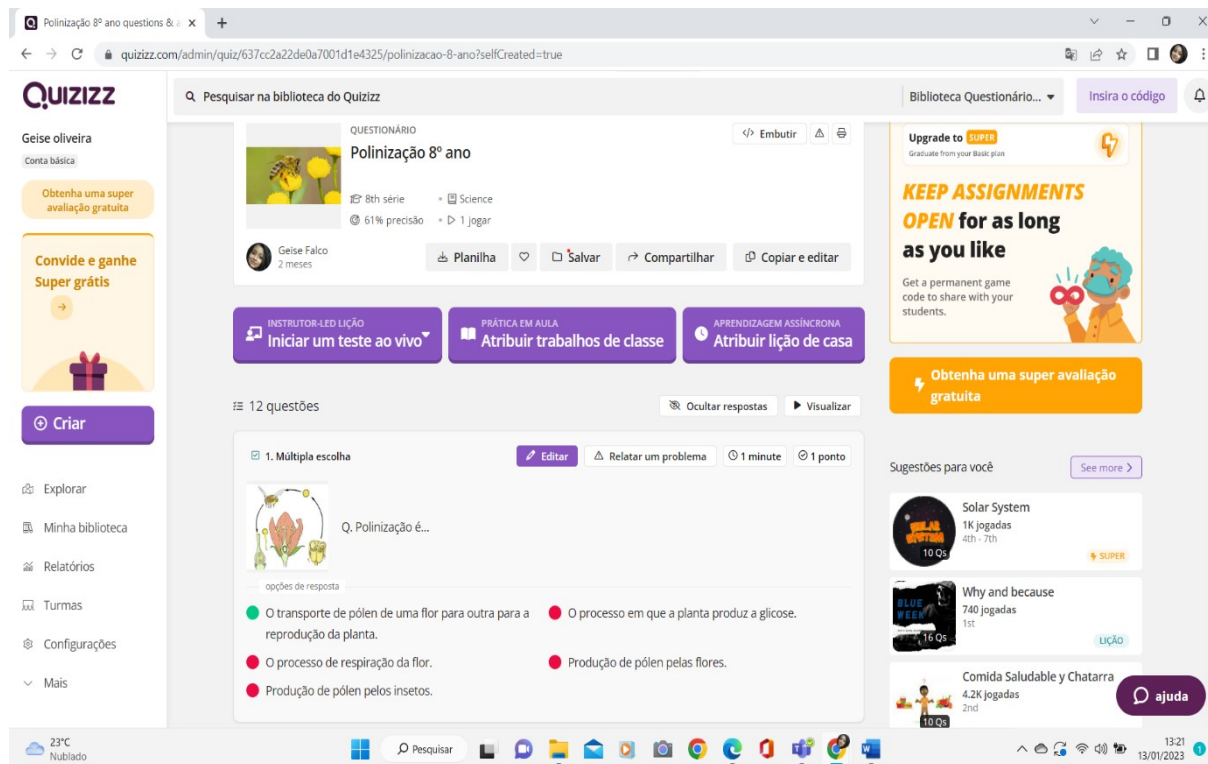 Polinização 8º ano questions & a
quizizz.com/admin/quiz/637cc2a22de0a7001d1e4325/polinizacao-8-ano?selfCreated=true
QUIZIZZ
Pesquisar na biblioteca do Quizizz
Biblioteca Questionário...
Insira o código
Geise oliveira
Conta básica
Obtenha uma super
avaliação gratuita
Convide e ganhe
Super grátis
Criar
Explorar
Minha biblioteca
Relatórios
Turmas
Configurações
Mais
QUESTIONÁRIO
Polinização 8º ano
Embutir
8th série
Science
61% precisão
1 jogar
Geise Falco
2 meses
Planilha
Salvar
Compartilhar
Copiar e editar
INSTRUTOR-LED LIÇÃO
Iniciar um teste ao vivo
PRÁTICA EM AULA
Atribuir trabalhos de classe
APRENDIZAGEM ASSÍNCRONA
Atribuir lição de casa
12 questões
Ocultar respostas
Visualizar
1. Múltipla escolha
Editar
Relatar um problema
1 minute
1 ponto
Q. Polinização é...
opções de resposta
O transporte de pólen de uma flor para outra para a
reprodução da planta.
O processo em que a planta produz a glicose.
O processo de respiração da flor.
Produção de pólen pelas flores.
Produção de pólen pelos insetos.
Upgrade to SUPER
Graduate from your Basic plan
KEEP ASSIGNMENTS
OPEN for as long
as you like
Get a permanent game
code to share with your
students.
Obtenha uma super avaliação
gratuita
Sugestões para você
See more
Solar System
1K jogadas
4th - 7th
SOLAR
SYSTEM
10 Qs
SUPER
Why and because
740 jogadas
1st
BLUE
WEEK
16 Qs
LIÇÃO
Comida Saludable y Chatarra
4.2K jogadas
2nd
10 Qs
ajuda
23°C
Nublado
Pesquisar
13:21
13/01/2023
1